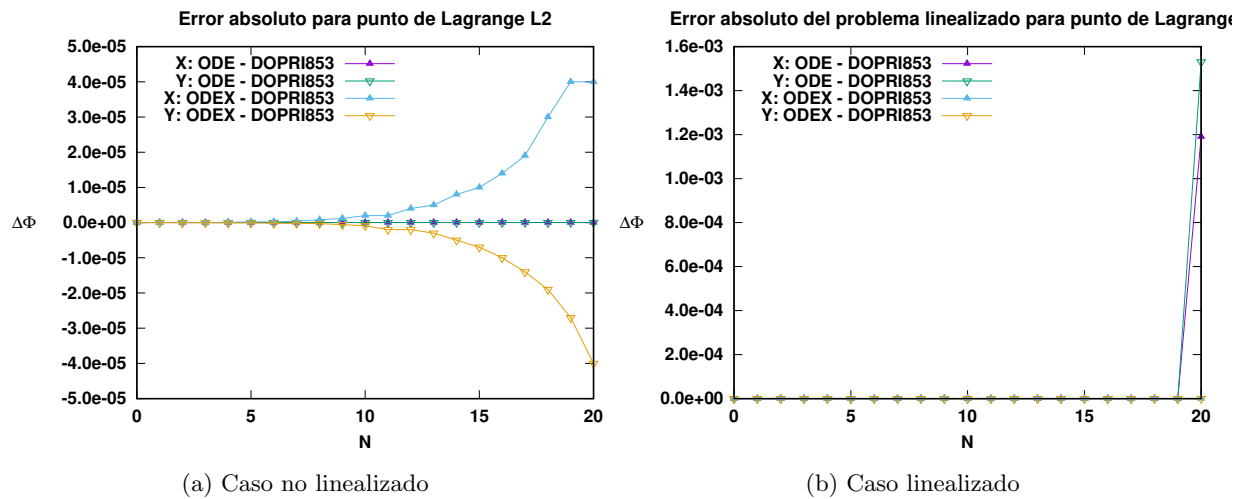 Error absoluto para punto de Lagrange L2
5.0e-05
4.0e-05
3.0e-05
2.0e-05
1.0e-05
0.0e+00
-1.0e-05
-2.0e-05
-3.0e-05
-4.0e-05
-5.0e-05
ΔΦ
X: ODE - DOPRI853
Y: ODE - DOPRI853
X: ODEX - DOPRI853
Y: ODEX - DOPRI853
0 5 10 15 20
N
(a) Caso no linealizado
Error absoluto del problema linealizado para punto de Lagrange
1.6e-03
1.4e-03
1.2e-03
1.0e-03
8.0e-04
6.0e-04
4.0e-04
2.0e-04
0.0e+00
ΔΦ
X: ODE - DOPRI853
Y: ODE - DOPRI853
X: ODEX - DOPRI853
Y: ODEX - DOPRI853
0 5 10 15 20
N
(b) Caso linealizado